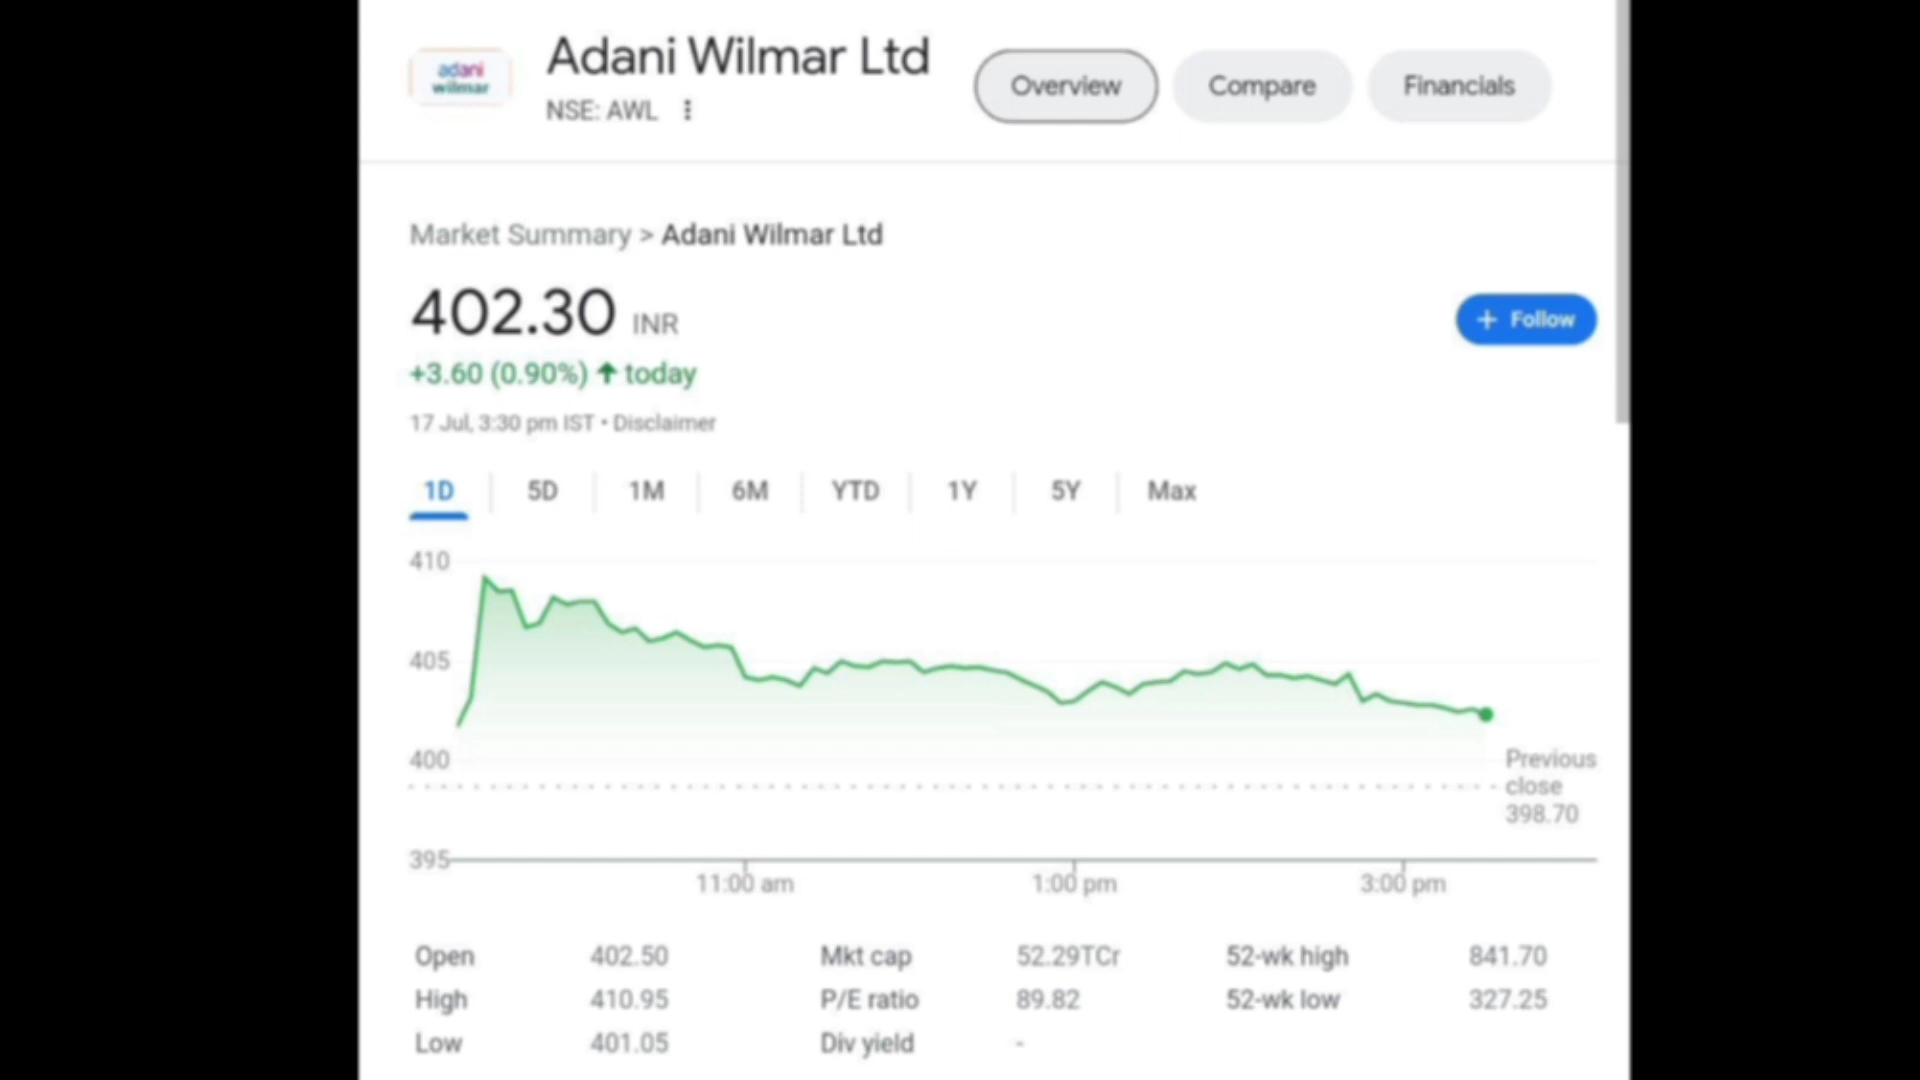 adani
wilmar
Adani Wilmar Ltd
NSE: AWL
Overview
Compare
Financials
Market Summary > Adani Wilmar Ltd
402.30 INR
+ Follow
+3.60 (0.90%) ↑ today
17 Jul, 3:30 pm IST • Disclaimer
1D 5D 1M 6M YTD 1Y 5Y Max
410
405
400
395
Previous
close
398.70
11:00 am 1:00 pm 3:00 pm
Open 402.50 Mkt cap 52.29TCr 52-wk high 841.70
High 410.95 P/E ratio 89.82 52-wk low 327.25
Low 401.05 Div yield -